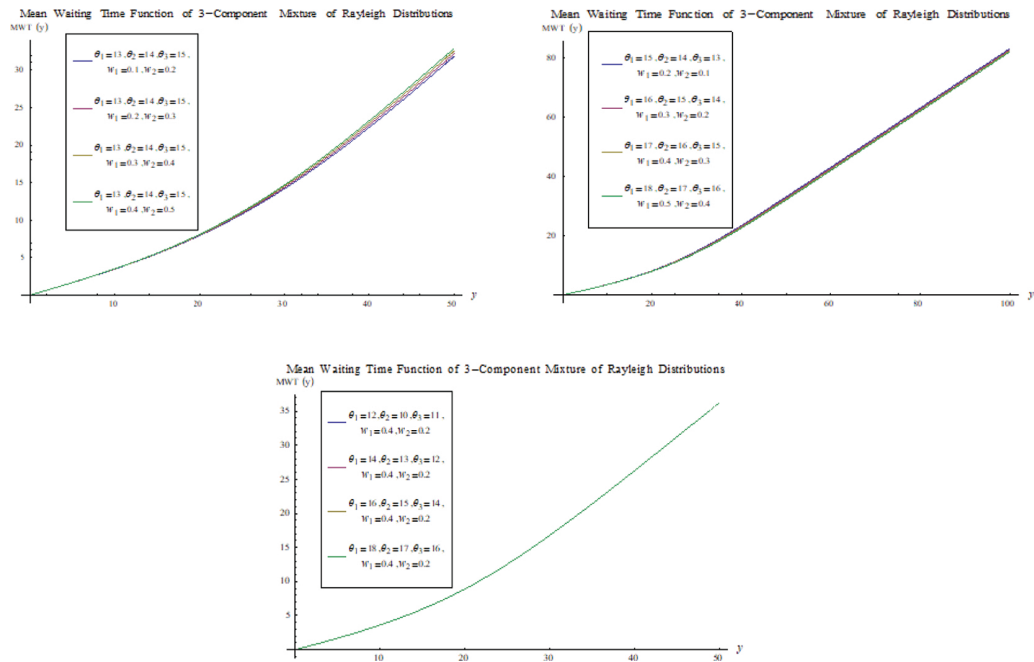 Mean Waiting Time Function of 3-Component Mixture of Rayleigh Distributions
MWT (y)
θ1=13,θ2=14,θ3=15,
w1=0.1,w2=0.2
θ1=13,θ2=14,θ3=15,
w1=0.2,w2=0.3
θ1=13,θ2=14,θ3=15,
w1=0.3,w2=0.4
θ1=13,θ2=14,θ3=15,
w1=0.4,w2=0.5
30
25
20
15
10
5
10
20
30
40
50
y
Mean Waiting Time Function of 3-Component Mixture of Rayleigh Distributions
MWT (y)
θ1=15,θ2=14,θ3=13,
w1=0.2,w2=0.1
θ1=16,θ2=15,θ3=14,
w1=0.3,w2=0.2
θ1=17,θ2=16,θ3=15,
w1=0.4,w2=0.3
θ1=18,θ2=17,θ3=16,
w1=0.5,w2=0.4
80
60
40
20
20
40
60
80
100
y
Mean Waiting Time Function of 3-Component Mixture of Rayleigh Distributions
MWT (y)
θ1=12,θ2=10,θ3=11,
w1=0.4,w2=0.2
θ1=14,θ2=13,θ3=12,
w1=0.4,w2=0.2
θ1=16,θ2=15,θ3=14,
w1=0.4,w2=0.2
θ1=18,θ2=17,θ3=16,
w1=0.4,w2=0.2
35
30
25
20
15
10
5
10
20
30
40
50
y